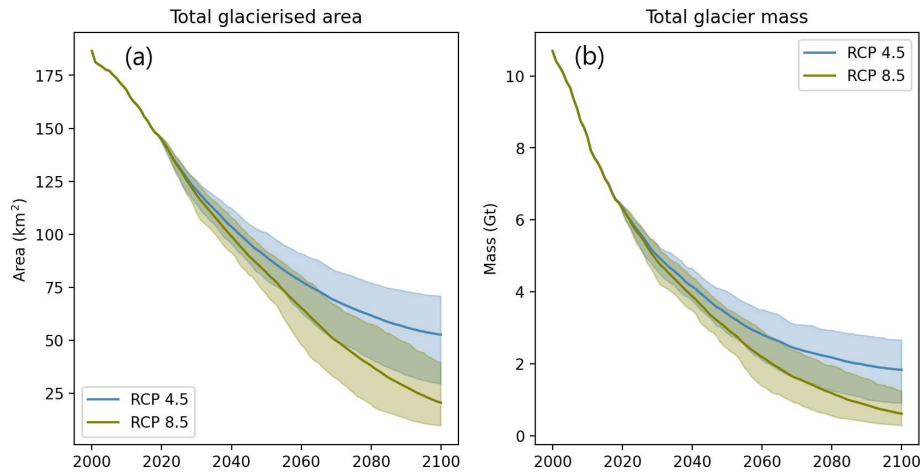 Total glacierised area
(a)
Area (km²)
175
150
125
100
75
50
25
RCP 4.5
RCP 8.5
2000 2020 2040 2060 2080 2100
Total glacier mass
(b)
RCP 4.5
RCP 8.5
Mass (Gt)
10
8
6
4
2
0
2000 2020 2040 2060 2080 2100